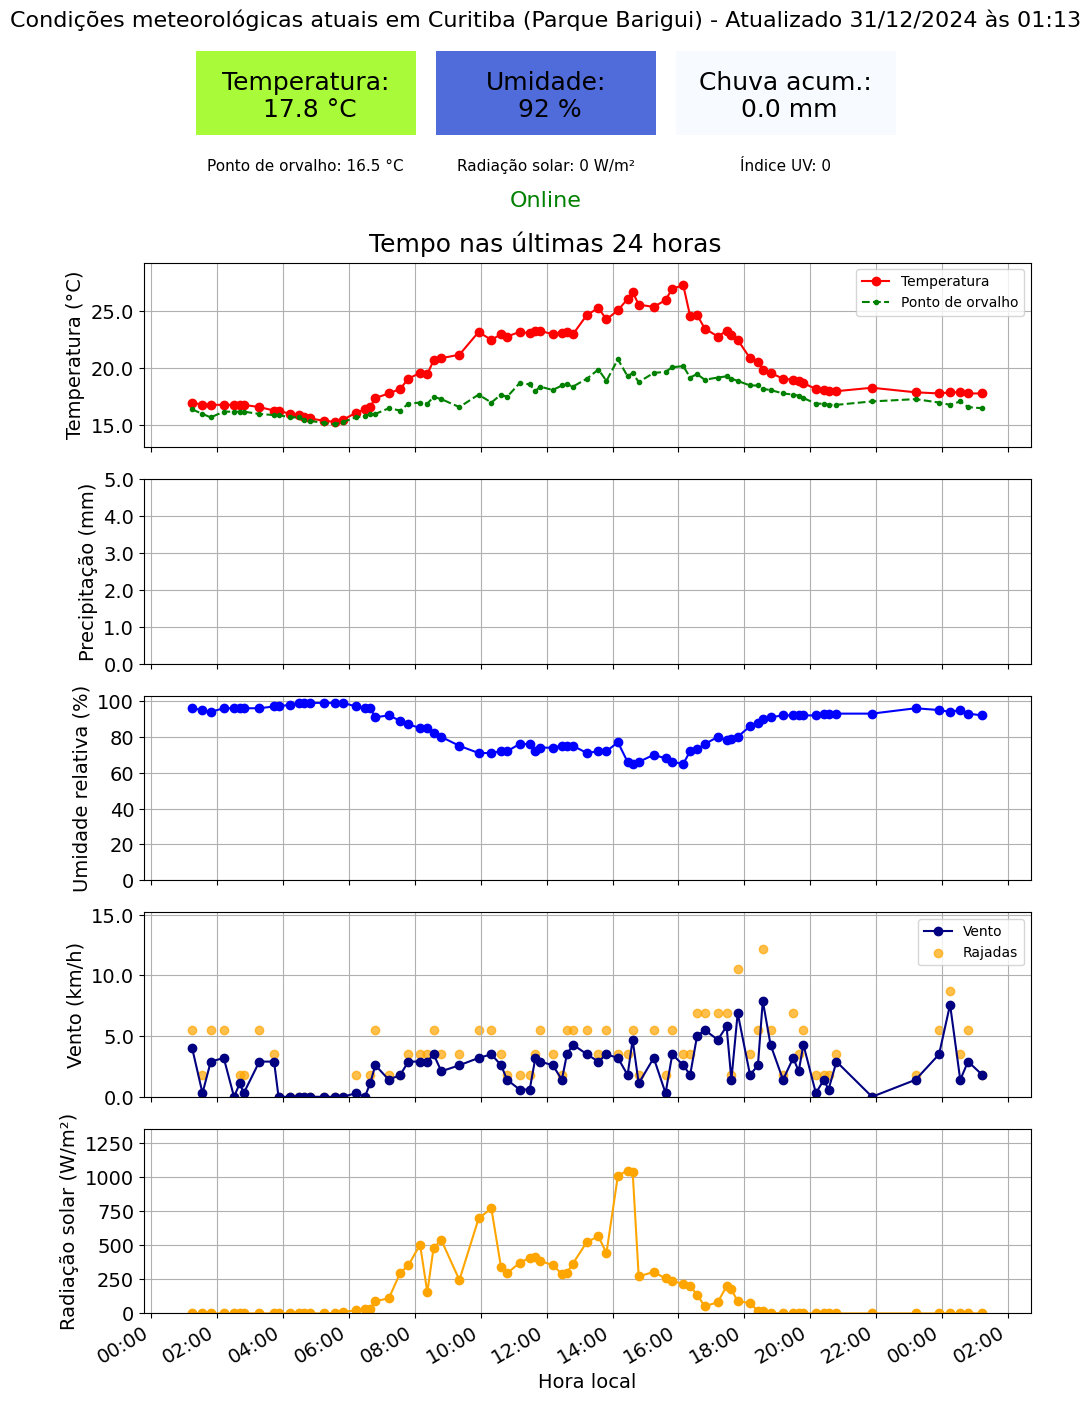 Condições meteorológicas atuais em Curitiba (Parque Barigui) - Atualizado 31/12/2024 às 01:13
Temperatura:
17.8 °C
Umidade:
92 %
Chuva acum.:
0.0 mm
Ponto de orvalho: 16.5 °C
Radiação solar: 0 W/m²
Índice UV: 0
Online
Tempo nas últimas 24 horas
Temperatura (°C)
25.0
20.0
15.0
Temperatura
Ponto de orvalho
Precipitação (mm)
5.0
4.0
3.0
2.0
1.0
0.0
Umidade relativa (%)
100
80
60
40
20
0
Vento (km/h)
15.0
10.0
5.0
0.0
Vento
Rajadas
Radiação solar (W/m²)
1250
1000
750
500
250
0
00:00
02:00
04:00
06:00
08:00
10:00
12:00
14:00
16:00
18:00
20:00
22:00
00:00
02:00
Hora local